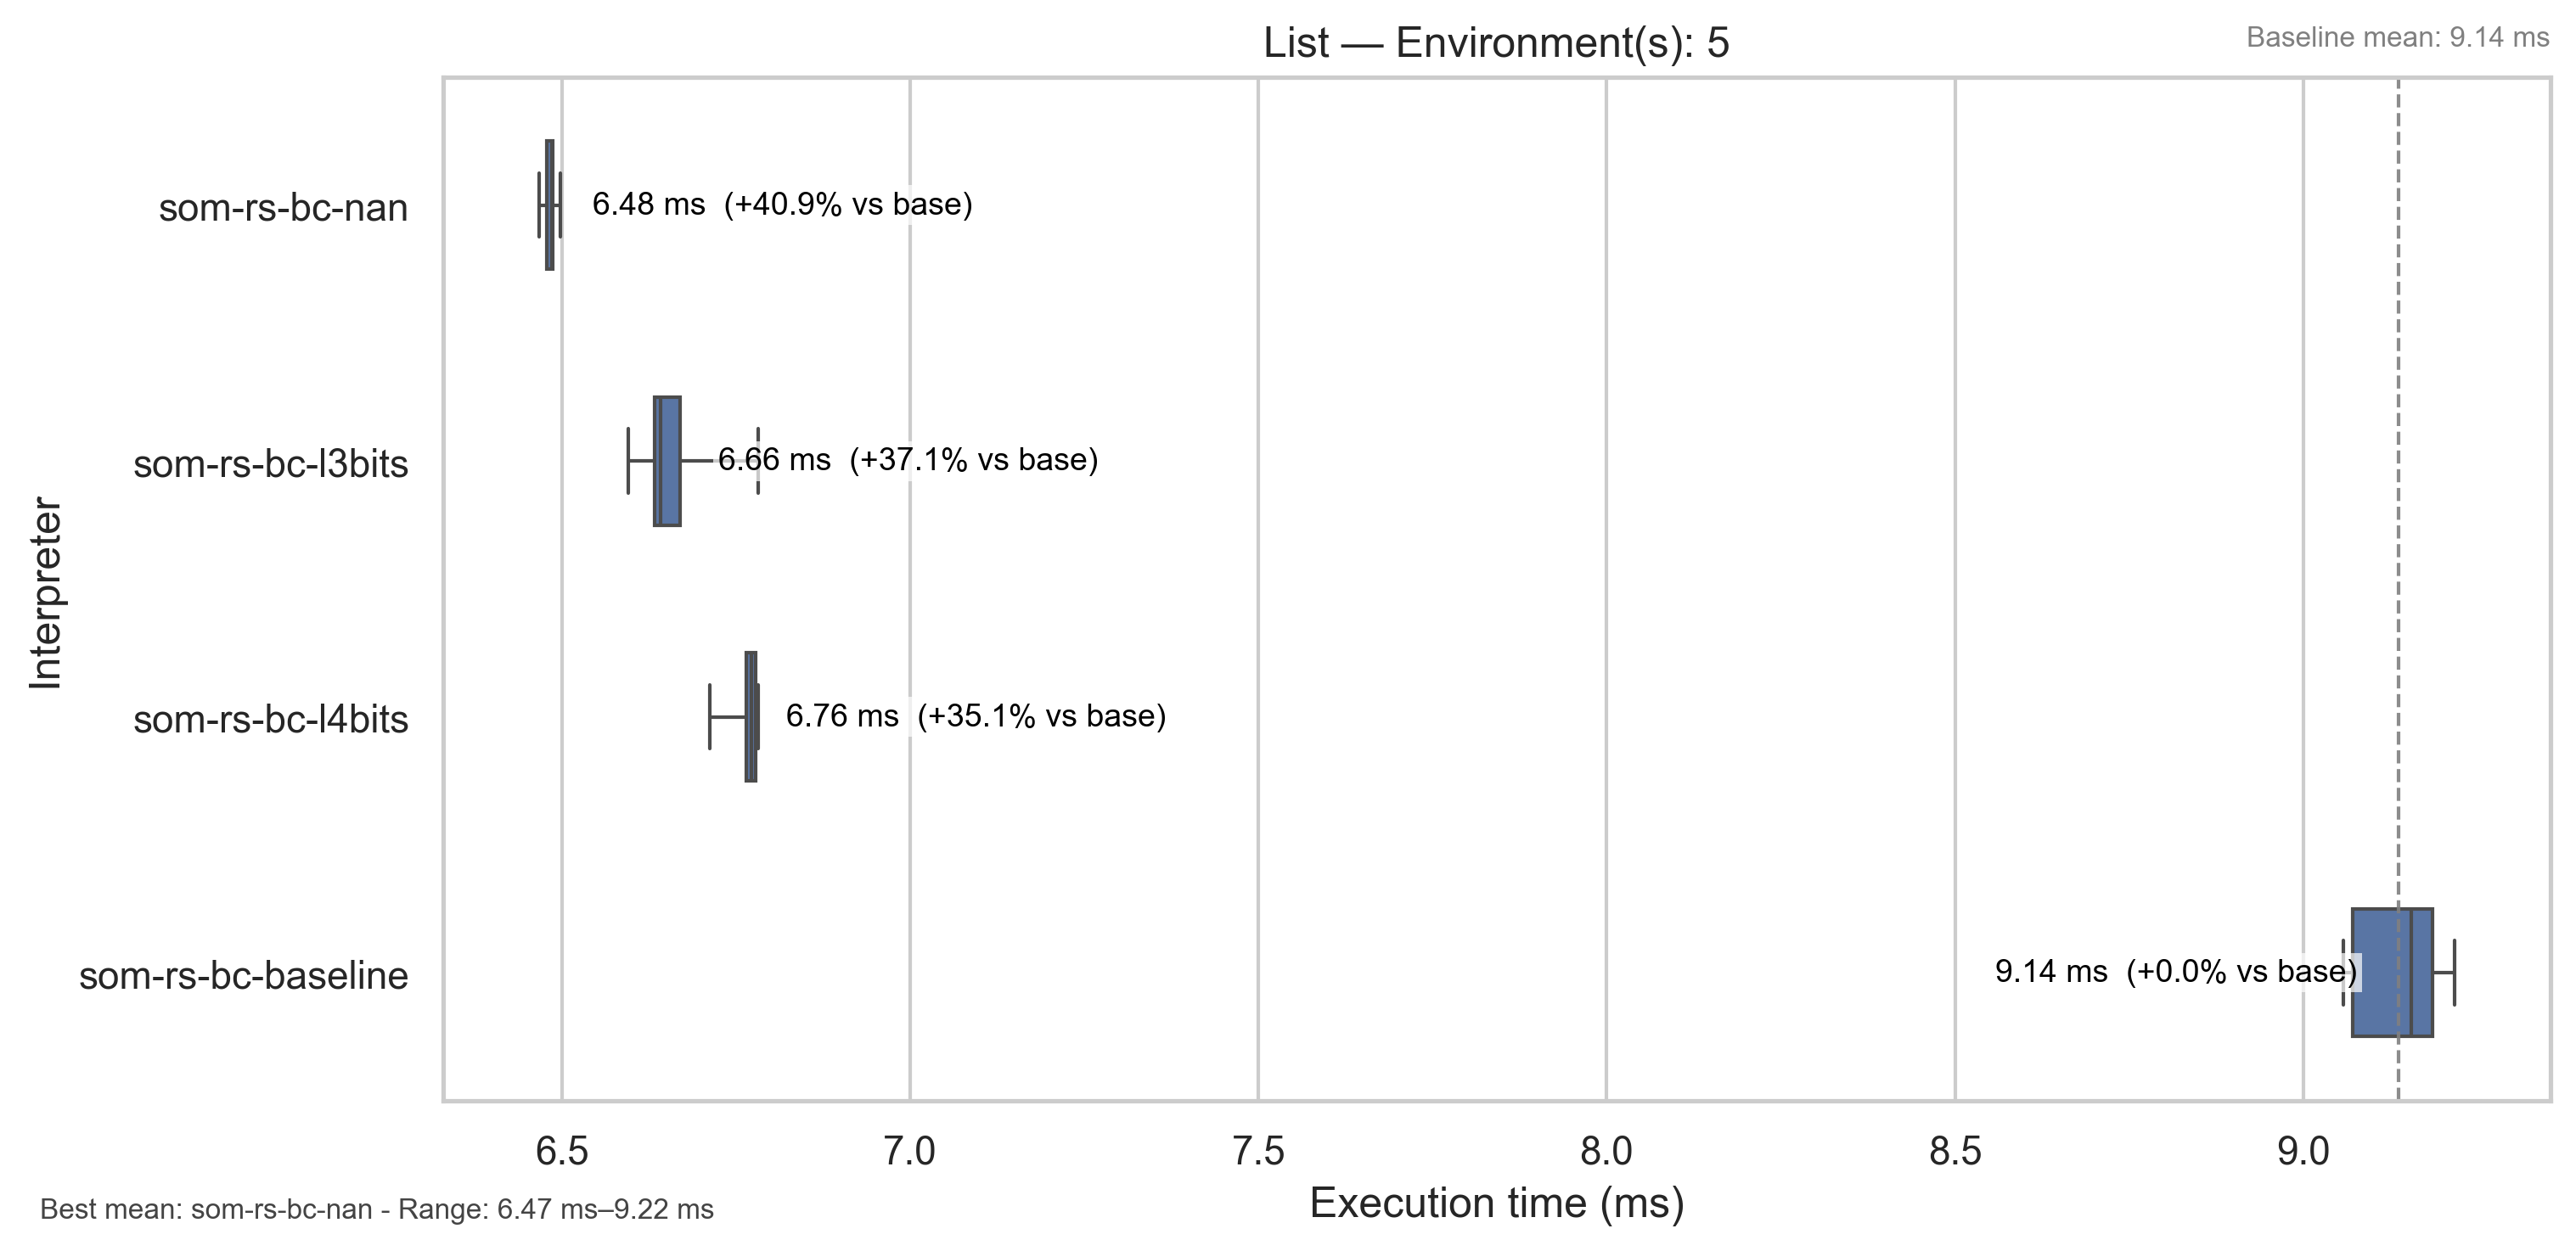 List — Environment(s): 5
Baseline mean: 9.14 ms
som-rs-bc-nan
6.48 ms (+40.9% vs base)
som-rs-bc-l3bits
6.66 ms (+37.1% vs base)
som-rs-bc-l4bits
6.76 ms (+35.1% vs base)
som-rs-bc-baseline
9.14 ms (+0.0% vs base)
Interpreter
6.5 7.0 7.5 8.0 8.5 9.0
Execution time (ms)
Best mean: som-rs-bc-nan - Range: 6.47 ms–9.22 ms